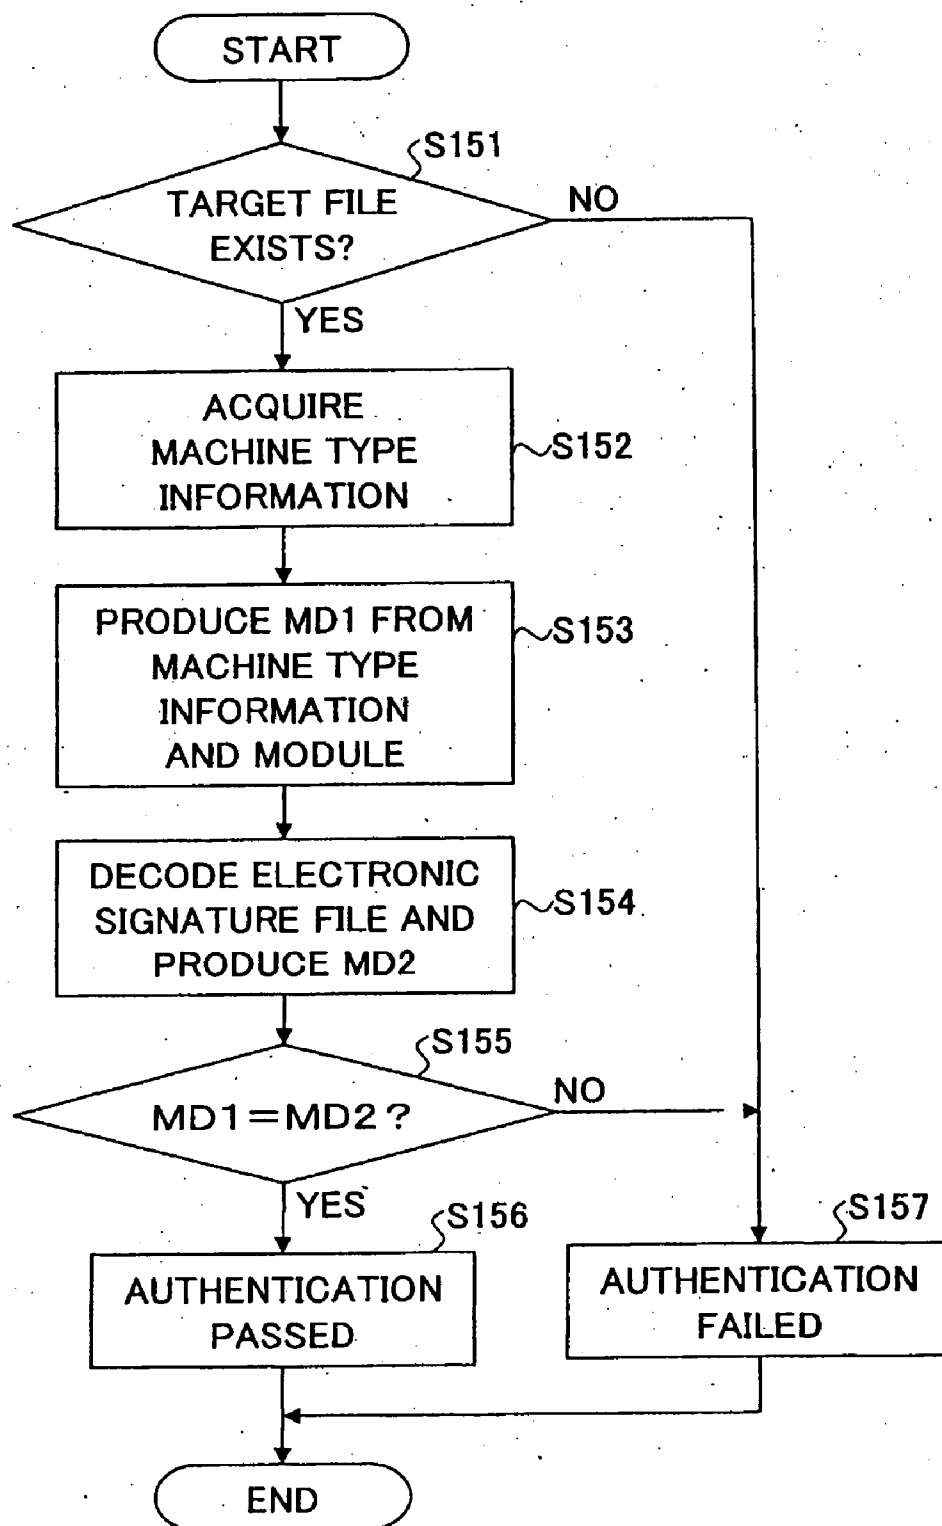 START
S151
TARGET FILE
EXISTS?
NO
YES
ACQUIRE
MACHINE TYPE
INFORMATION
S152
PRODUCE MD1 FROM
MACHINE TYPE
INFORMATION
AND MODULE
S153
DECODE ELECTRONIC
SIGNATURE FILE AND
PRODUCE MD2
S154
S155
MD1=MD2?
NO
YES
S156
AUTHENTICATION
PASSED
S157
AUTHENTICATION
FAILED
END